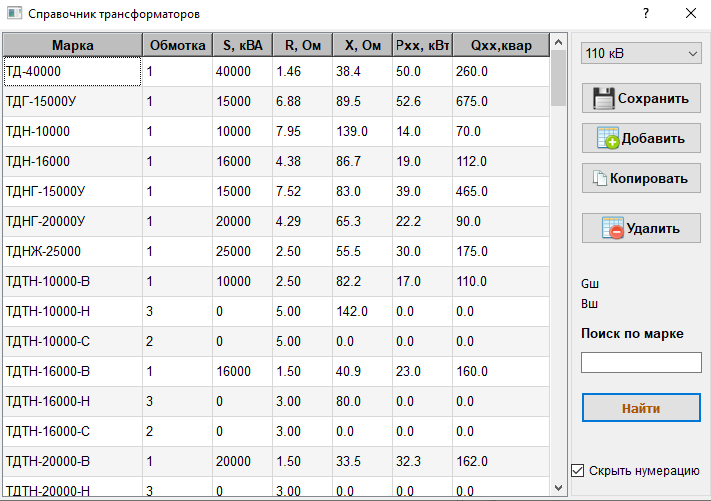 Справочник трансформаторов
Марка Обмотка S, кВА R, Ом X, Ом Pхх, кВт Qхх,квар
ТД-40000 1 40000 1.46 38.4 50.0 260.0
ТДГ-15000У 1 15000 6.88 89.5 52.6 675.0
ТДН-10000 1 10000 7.95 139.0 14.0 70.0
ТДН-16000 1 16000 4.38 86.7 19.0 112.0
ТДНГ-15000У 1 15000 7.52 83.0 39.0 465.0
ТДНГ-20000У 1 20000 4.29 65.3 22.2 90.0
ТДНЖ-25000 1 25000 2.50 55.5 30.0 175.0
ТДТН-10000-В 1 10000 2.50 82.2 17.0 110.0
ТДТН-10000-Н 3 0 5.00 142.0 0.0 0.0
ТДТН-10000-С 2 0 5.00 0.0 0.0 0.0
ТДТН-16000-В 1 16000 1.50 40.9 23.0 160.0
ТДТН-16000-Н 3 0 3.00 80.0 0.0 0.0
ТДТН-16000-С 2 0 3.00 0.0 0.0 0.0
ТДТН-20000-В 1 20000 1.50 33.5 32.3 162.0
ТДТН-20000-Н 3 0 3.00 0.0 0.0 0.0
110 кВ
Сохранить
Добавить
Копировать
Удалить
Gш
Вш
Поиск по марке
Найти
Скрыть нумерацию